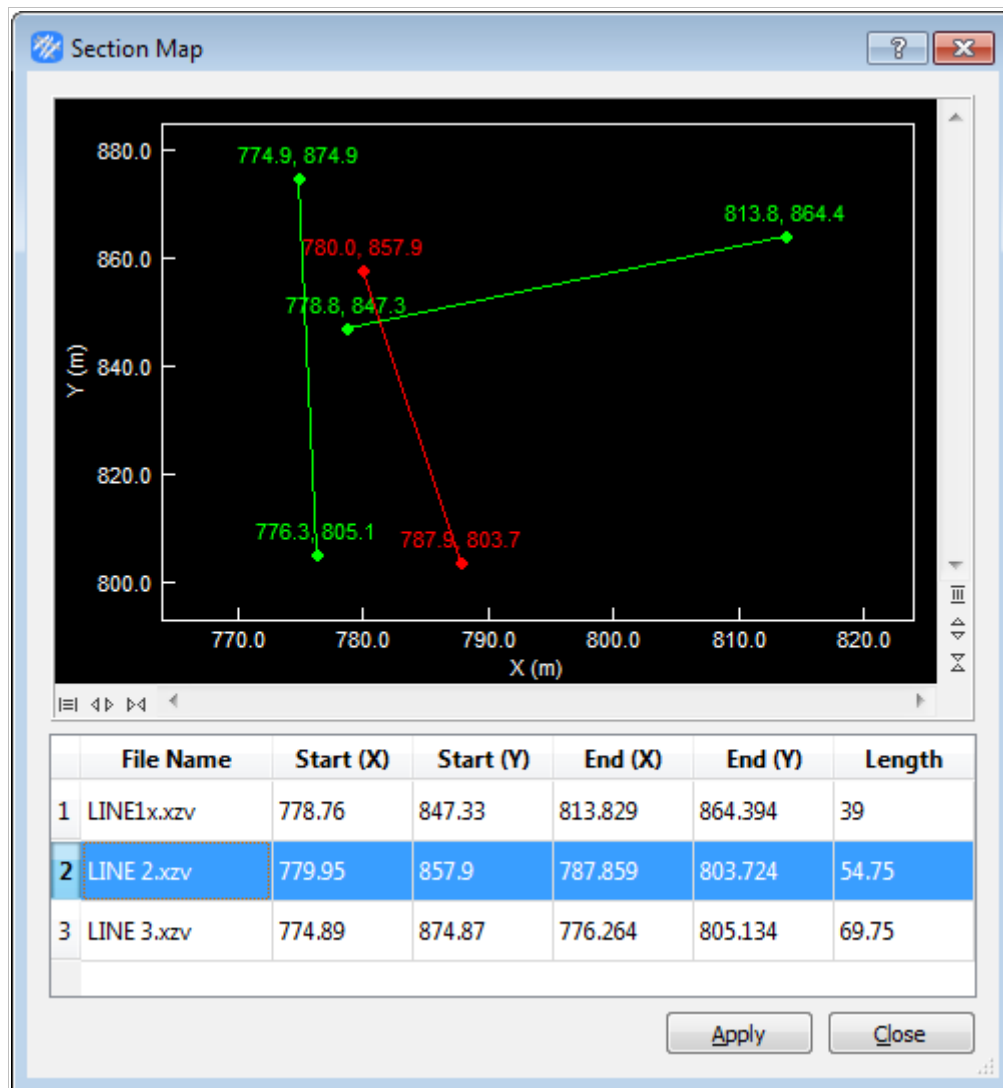 Section Map
880.0
860.0
840.0
820.0
800.0
Y (m)
774.9, 874.9
813.8, 864.4
780.0, 857.9
778.8, 847.3
776.3, 805.1
787.9, 803.7
770.0 780.0 790.0 800.0 810.0 820.0
X (m)
File Name Start (X) Start (Y) End (X) End (Y) Length
1 LINE1x.xzv 778.76 847.33 813.829 864.394 39
2 LINE 2.xzv 779.95 857.9 787.859 803.724 54.75
3 LINE 3.xzv 774.89 874.87 776.264 805.134 69.75
Apply Close